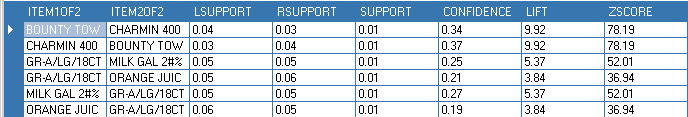 ITEM1OF2 ITEM2OF2 LSUPPORT RSUPPORT SUPPORT CONFIDENCE LIFT ZSCORE
BOUNTY TOW CHARMIN 400 0.04 0.03 0.01 0.34 9.92 78.19
CHARMIN 400 BOUNTY TOW 0.03 0.04 0.01 0.37 9.92 78.19
GR-A/LG/18CT MILK GAL 2#% 0.05 0.05 0.01 0.25 5.37 52.01
GR-A/LG/18CT ORANGE JUIC 0.05 0.06 0.01 0.21 3.84 36.94
MILK GAL 2#% GR-A/LG/18CT 0.05 0.05 0.01 0.27 5.37 52.01
ORANGE JUIC GR-A/LG/18CT 0.06 0.05 0.01 0.19 3.84 36.94